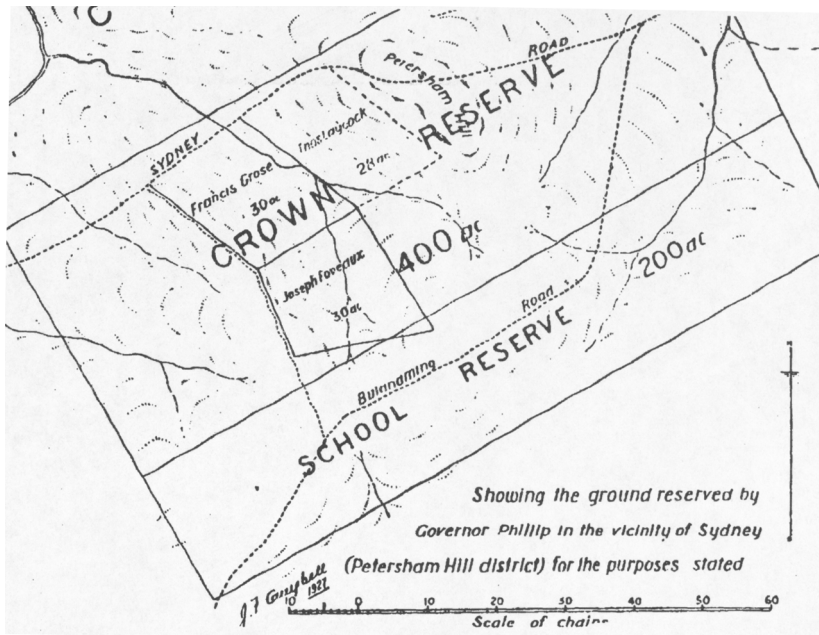 C
ROAD
Petersham Hill
SYDNEY
RESERVE
Tho⁵Laycock
28 ac
Francis Grose
30 ac
CROWN
400 ac
200 ac
Joseph Foveaux
30 ac
Road
Bulanaming
RESERVE
SCHOOL
Showing the ground reserved by
Governor Phillip in the vicinity of Sydney
(Petersham Hill district) for the purposes stated
J. F. Campbell
1927
10 0 10 20 30 40 50 60
Scale of chains